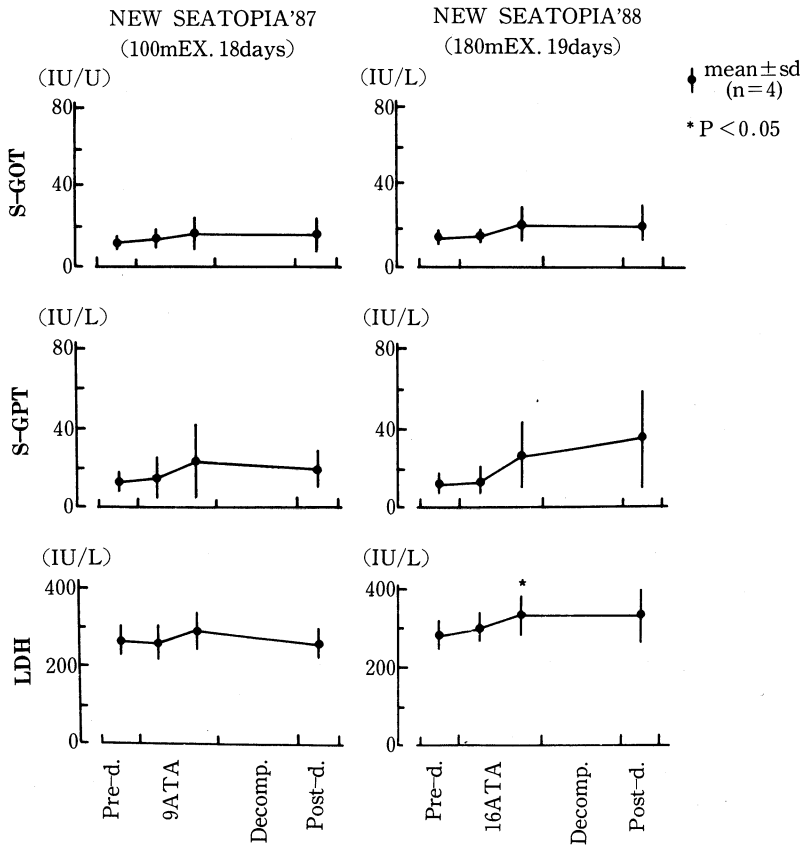 NEW SEATOPIA'87
(100mEX. 18days)
NEW SEATOPIA'88
(180mEX. 19days)
mean±sd
(n=4)
*P<0.05
(IU/U)
80
40
0
S-GOT
(IU/L)
80
40
0
(IU/L)
80
40
0
S-GPT
(IU/L)
80
40
0
(IU/L)
400
200
0
LDH
(IU/L)
400
200
0
*
Pre-d.
9ATA
Decomp.
Post-d.
Pre-d.
16ATA
Decomp.
Post-d.